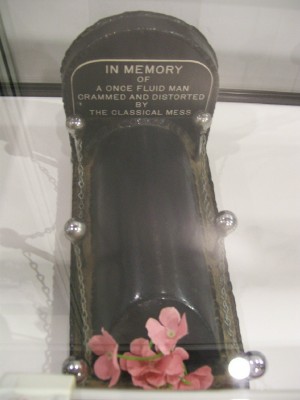 IN MEMORY
OF
A ONCE FLUID MAN
CRAMMED AND DISTORTED
BY
THE CLASSICAL MESS